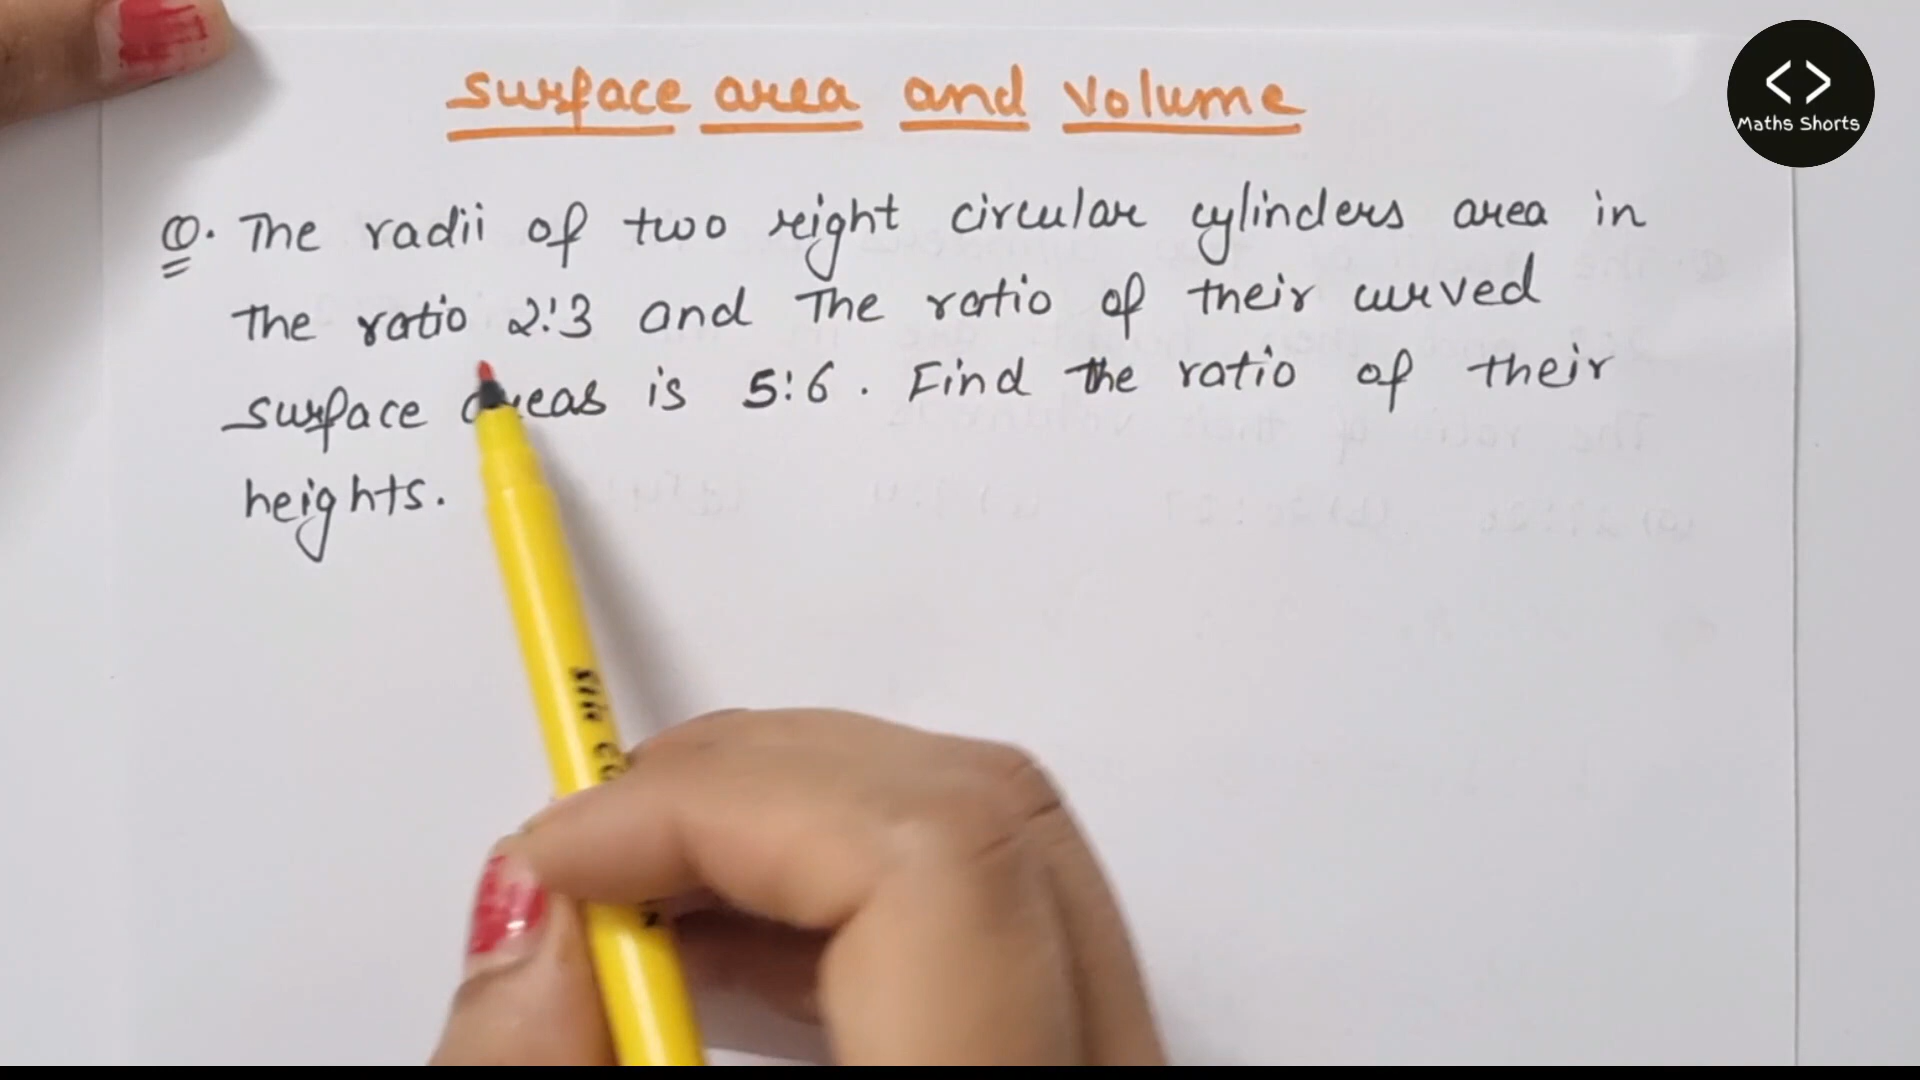 surface area and Volume
< >
Maths Shorts
Q. The radii of two right circular cylinders area in
the ratio 2:3 and The ratio of their curved
surface areas is 5:6. Find the ratio of their
heights.